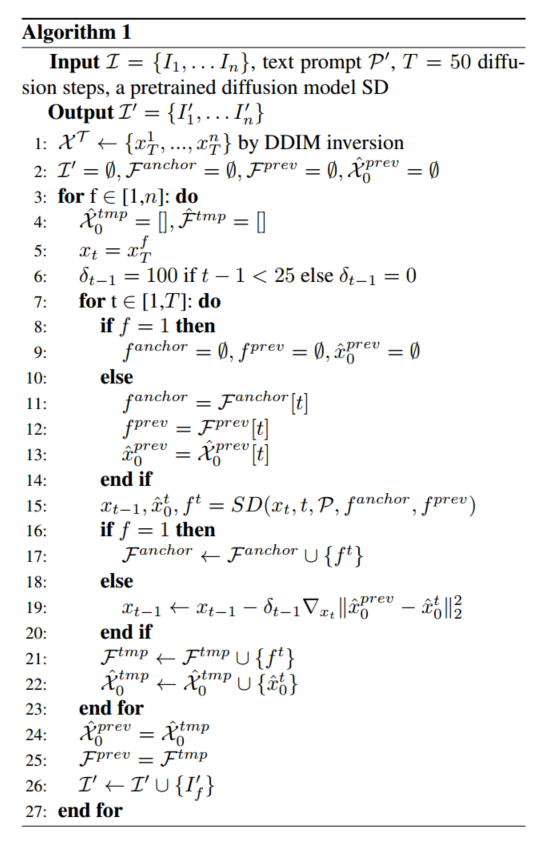 Algorithm 1
Input ℐ = {I₁, . . . Iₙ}, text prompt 𝒫′, T = 50 diffu-
sion steps, a pretrained diffusion model SD
Output ℐ′ = {I′₁, . . . I′ₙ}
1: 𝒳^𝒯 ← {x_T^1, ..., x_T^n} by DDIM inversion
2: ℐ′ = ∅, ℱ^{anchor} = ∅, ℱ^{prev} = ∅, 𝒳̂_0^{prev} = ∅
3: for f ∈ [1,n]: do
4: 𝒳̂_0^{tmp} = [], ℱ̂^{tmp} = []
5: x_t = x_T^f
6: δ_{t−1} = 100 if t − 1 < 25 else δ_{t−1} = 0
7: for t ∈ [1,T]: do
8: if f = 1 then
9: f^{anchor} = ∅, f^{prev} = ∅, x̂_0^{prev} = ∅
10: else
11: f^{anchor} = ℱ^{anchor}[t]
12: f^{prev} = ℱ^{prev}[t]
13: x̂_0^{prev} = 𝒳̂_0^{prev}[t]
14: end if
15: x_{t−1}, x̂_0^t, f^t = SD(x_t, t, 𝒫, f^{anchor}, f^{prev})
16: if f = 1 then
17: ℱ^{anchor} ← ℱ^{anchor} ∪ {f^t}
18: else
19: x_{t−1} ← x_{t−1} − δ_{t−1}∇_{x_t}‖x̂_0^{prev} − x̂_0^t‖_2^2
20: end if
21: ℱ^{tmp} ← ℱ^{tmp} ∪ {f^t}
22: 𝒳̂_0^{tmp} ← 𝒳̂_0^{tmp} ∪ {x̂_0^t}
23: end for
24: 𝒳̂_0^{prev} = 𝒳̂_0^{tmp}
25: ℱ^{prev} = ℱ^{tmp}
26: ℐ′ ← ℐ′ ∪ {I′_f}
27: end for